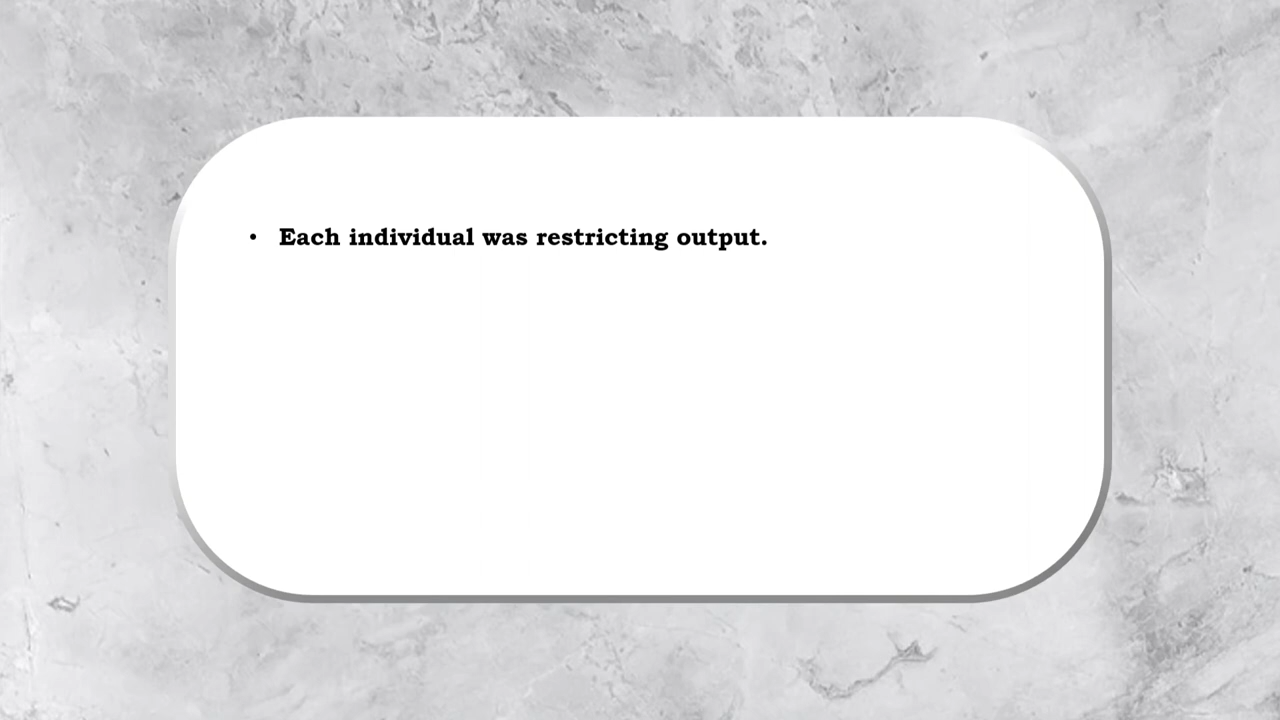 • Each individual was restricting output.